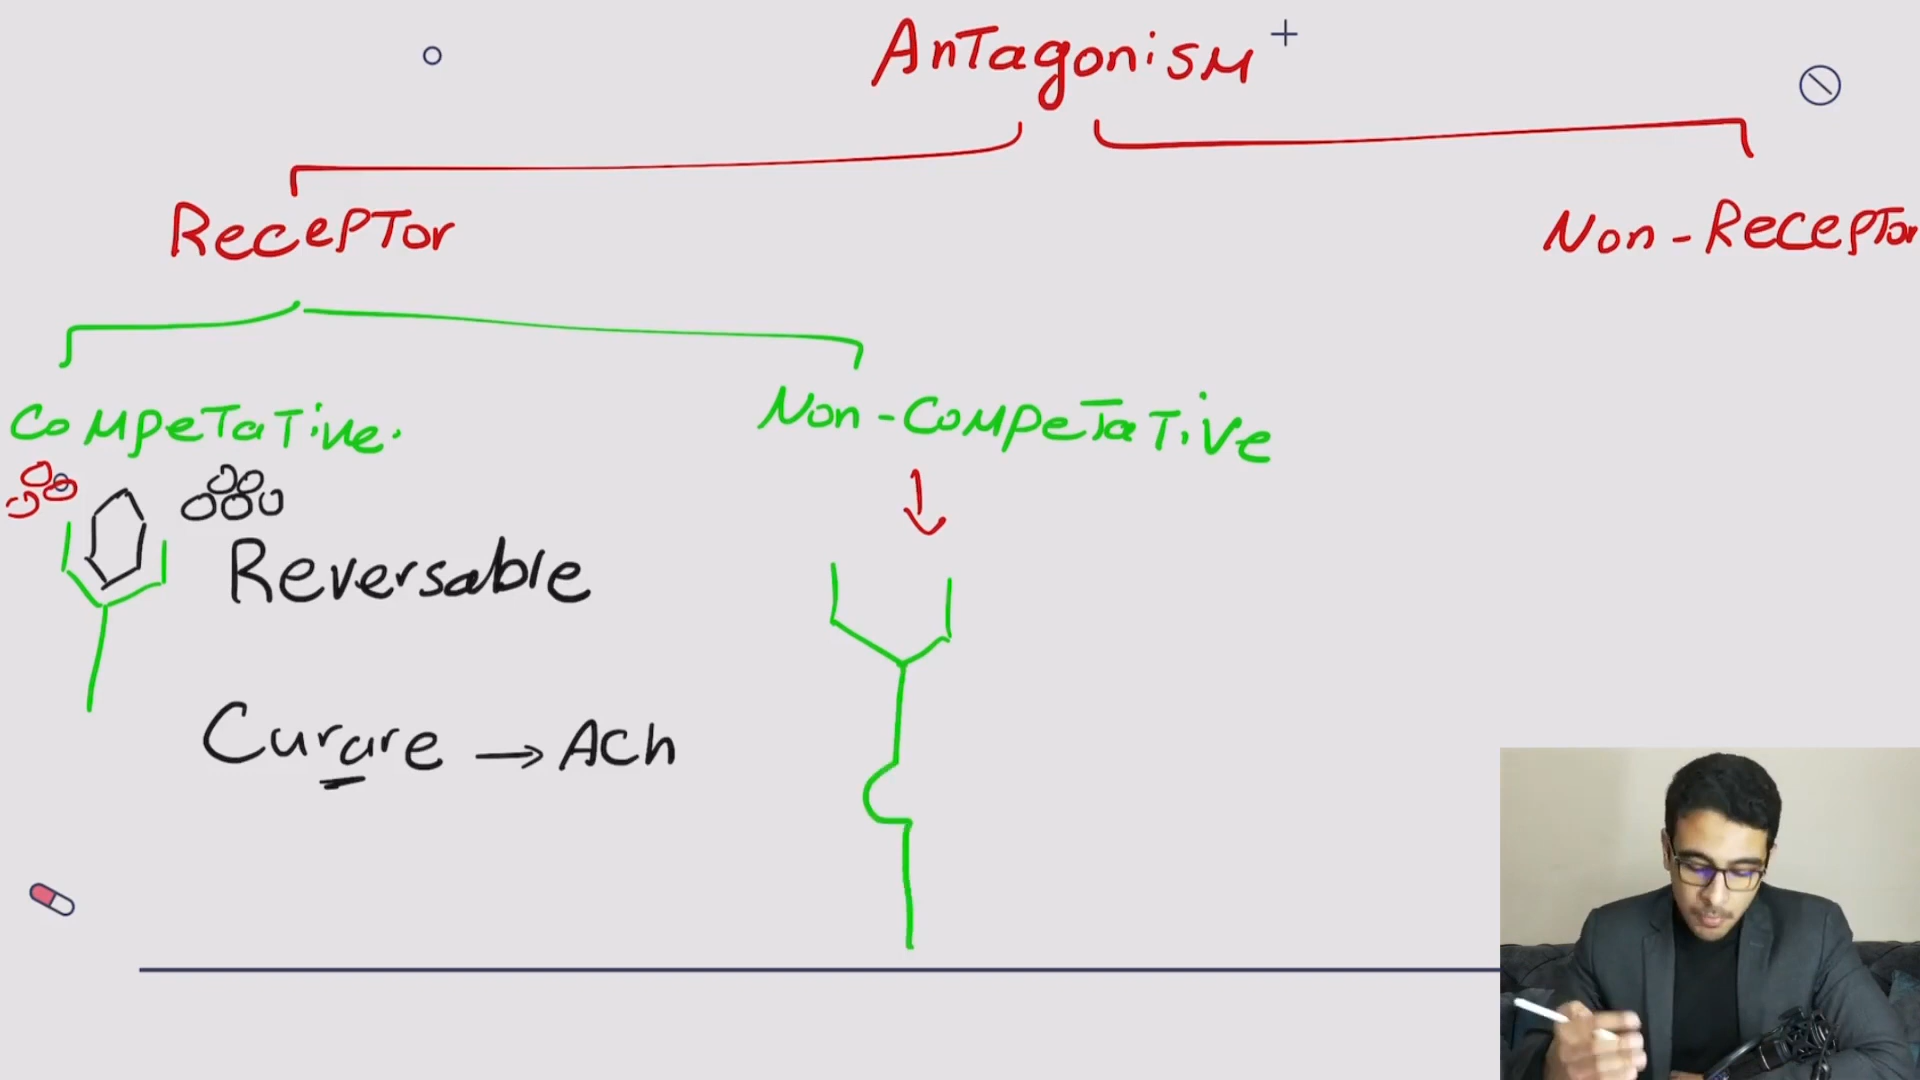 AnTagonism
RecepTor
Non-RecepTor
CompeTaTive.
Non-CompeTaTive
Reversable
Curare → ACh